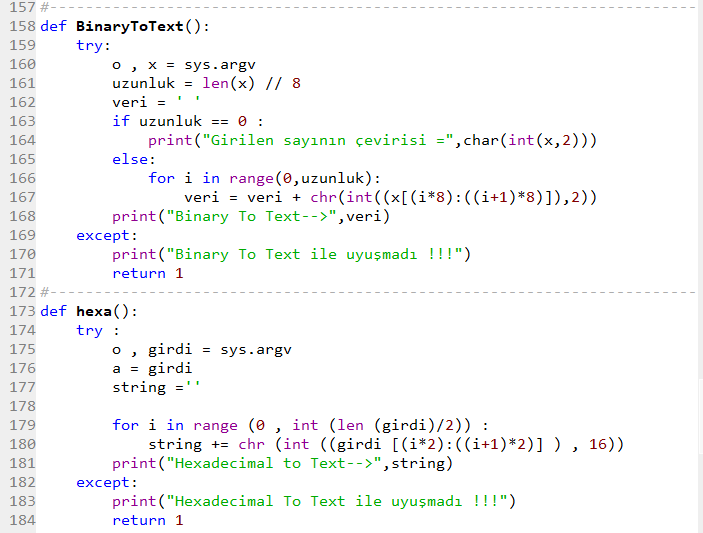 157 #------------------------------------------------------------------------
158 def BinaryToText():
159     try:
160         o , x = sys.argv
161         uzunluk = len(x) // 8
162         veri = ' '
163         if uzunluk == 0 :
164             print("Girilen sayının çevirisi =",char(int(x,2)))
165         else:
166             for i in range(0,uzunluk):
167                 veri = veri + chr(int((x[(i*8):((i+1)*8)]),2))
168         print("Binary To Text-->",veri)
169     except:
170         print("Binary To Text ile uyuşmadı !!!")
171         return 1
172 #------------------------------------------------------------------------
173 def hexa():
174     try :
175         o , girdi = sys.argv
176         a = girdi
177         string =''
178
179         for i in range (0 , int (len (girdi)/2)) :
180             string += chr (int ((girdi [(i*2):((i+1)*2)] ) , 16))
181         print("Hexadecimal to Text-->",string)
182     except:
183         print("Hexadecimal To Text ile uyuşmadı !!!")
184         return 1